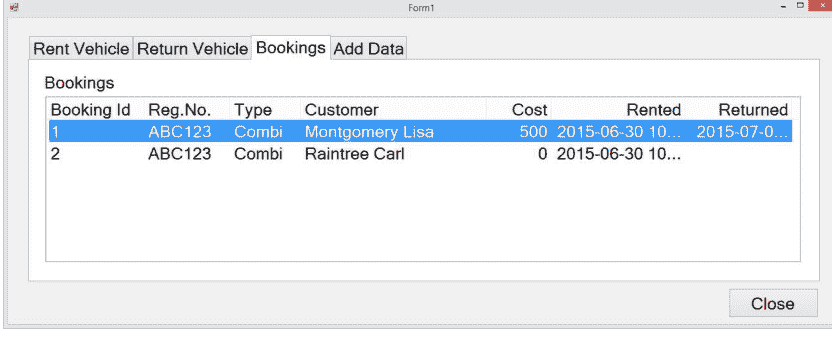 Form1
Rent Vehicle Return Vehicle Bookings Add Data
Bookings
Booking Id Reg.No. Type Customer Cost Rented Returned
1 ABC123 Combi Montgomery Lisa 500 2015-06-30 10... 2015-07-0...
2 ABC123 Combi Raintree Carl 0 2015-06-30 10...
Close